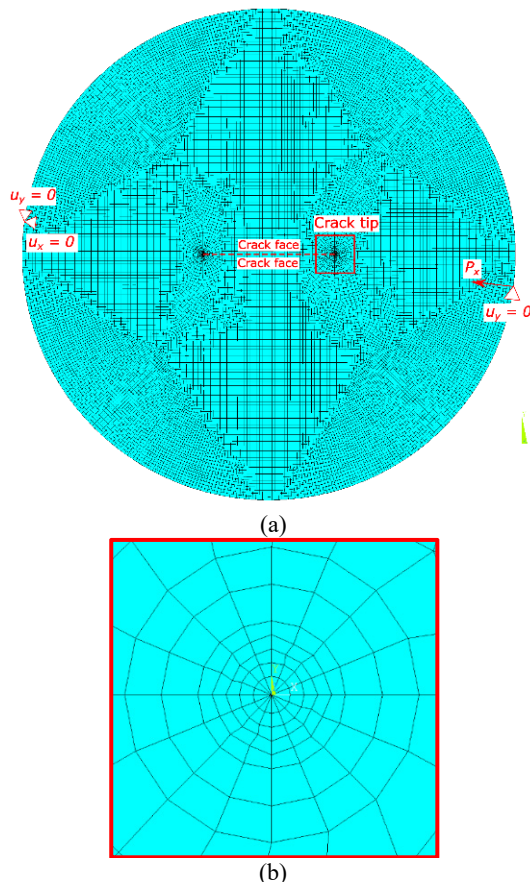 u_y = 0
u_x = 0
Crack tip
Crack face
Crack face
P_x
u_y = 0
(a)
(b)